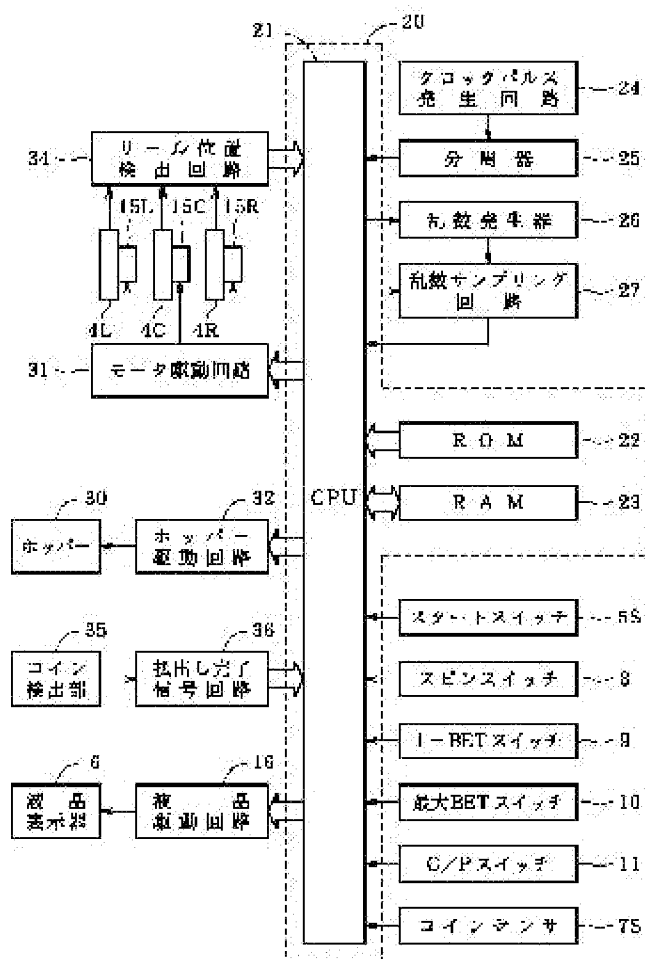 21
20
クロックパルス
発生回路
24
リール位置
検出回路
34
分周器
25
15L
15C
15R
乱数発生器
26
乱数サンプリング
回路
27
4L
4C
4R
31
モータ駆動回路
ROM
22
CPU
RAM
23
30
32
ホッパー
ホッパー
駆動回路
スタートスイッチ
5S
35
36
コイン
検出部
払出し完了
信号回路
スピンスイッチ
8
1-BETスイッチ
9
6
16
液晶
表示器
液晶
駆動回路
最大BETスイッチ
10
C/Pスイッチ
11
コインセンサ
7S